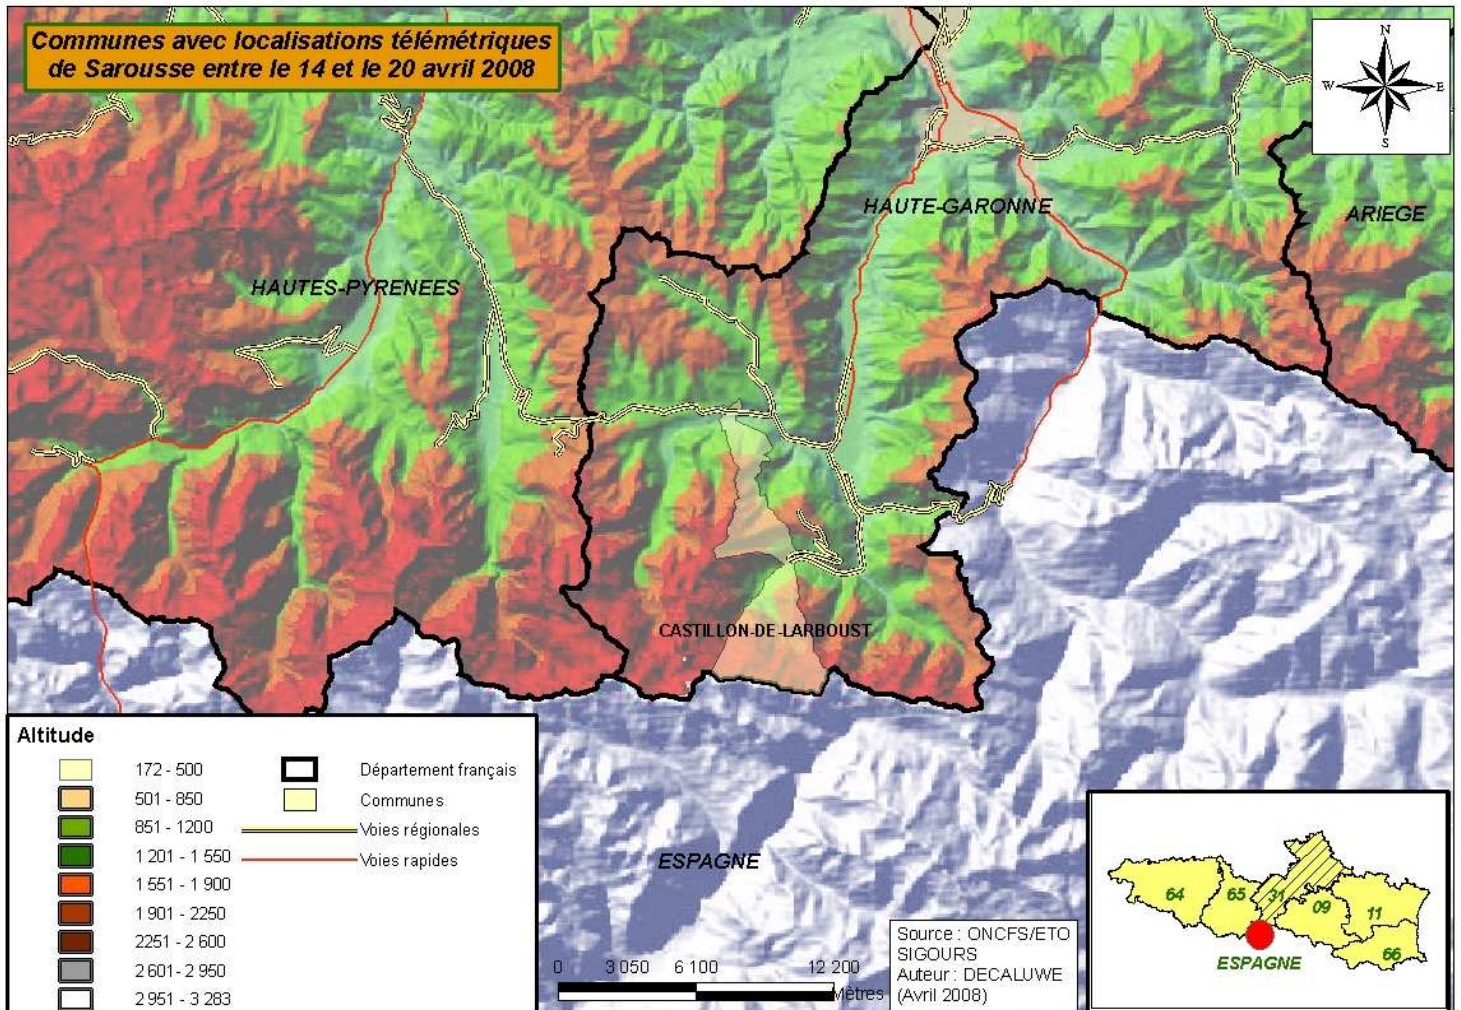 Communes avec localisations télémétriques
de Sarousse entre le 14 et le 20 avril 2008
N
W
E
S
HAUTE-GARONNE
ARIEGE
HAUTES-PYRENEES
CASTILLON-DE-LARBOUST
ESPAGNE
Altitude
172 - 500
501 - 850
851 - 1200
1 201 - 1 550
1 551 - 1 900
1 901 - 2250
2251 - 2 600
2 601 - 2 950
2 951 - 3 283
Département français
Communes
Voies régionales
Voies rapides
0 3 050 6 100 12 200
Mètres
Source : ONCFS/ETO
SIGOURS
Auteur : DECALUWE
(Avril 2008)
64
65
31
09
11
66
ESPAGNE